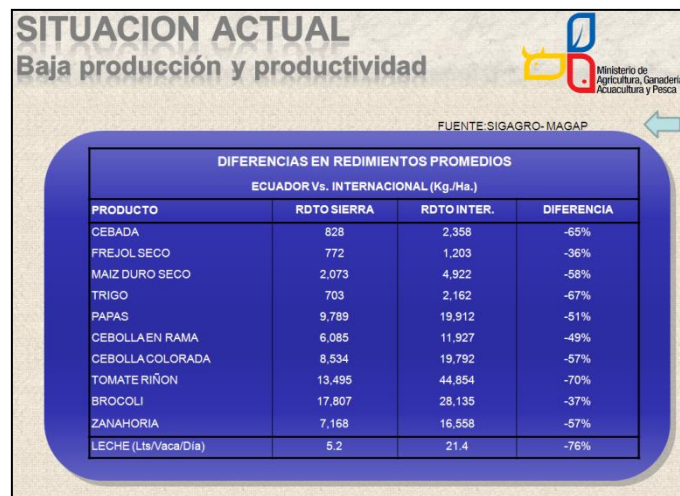 SITUACION ACTUAL
Baja producción y productividad
Ministerio de
Agricultura, Ganadería
Acuacultura y Pesca
FUENTE:SIGAGRO- MAGAP
DIFERENCIAS EN REDIMIENTOS PROMEDIOS
ECUADOR Vs. INTERNACIONAL (Kg./Ha.)
PRODUCTO RDTO SIERRA RDTO INTER. DIFERENCIA
CEBADA 828 2,358 -65%
FREJOL SECO 772 1,203 -36%
MAIZ DURO SECO 2,073 4,922 -58%
TRIGO 703 2,162 -67%
PAPAS 9,789 19,912 -51%
CEBOLLA EN RAMA 6,085 11,927 -49%
CEBOLLA COLORADA 8,534 19,792 -57%
TOMATE RIÑON 13,495 44,854 -70%
BROCOLI 17,807 28,135 -37%
ZANAHORIA 7,168 16,558 -57%
LECHE (Lts/Vaca/Día) 5.2 21.4 -76%